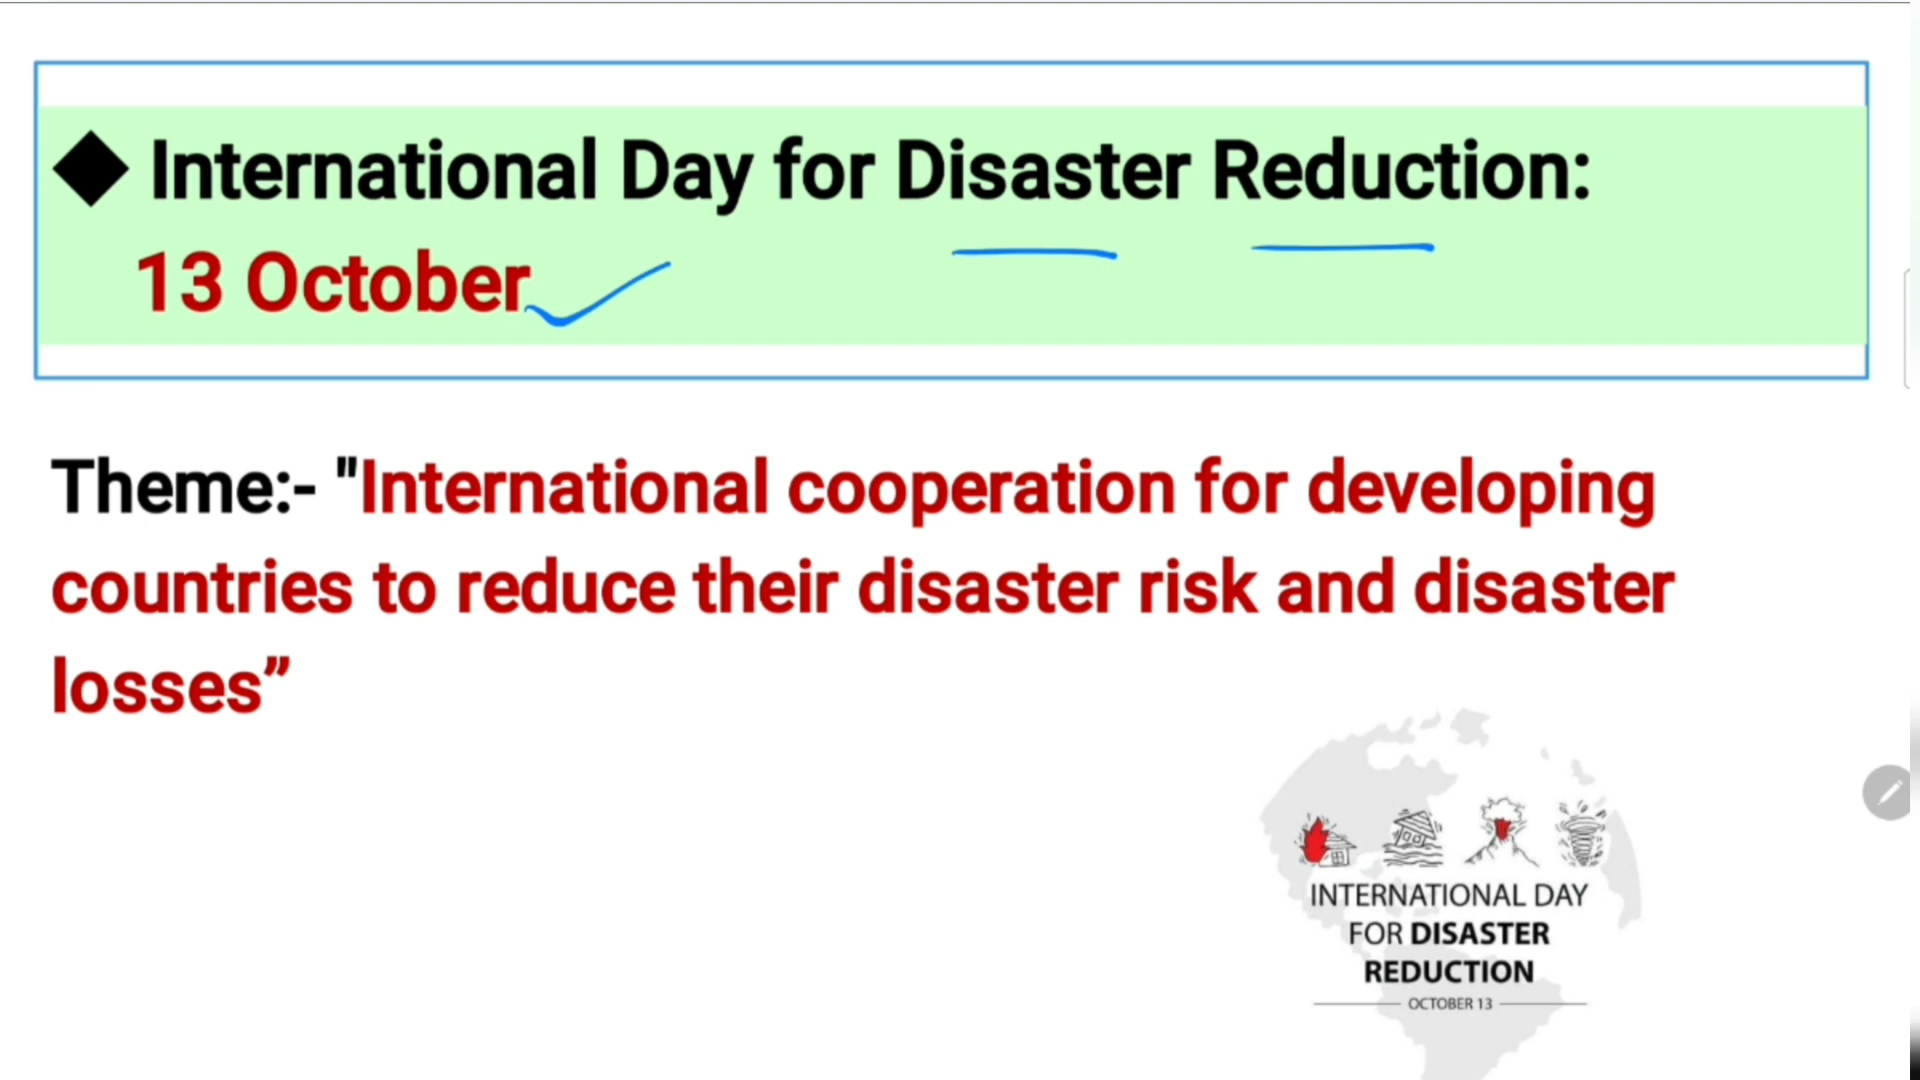 ◆ International Day for Disaster Reduction:
13 October
Theme:- "International cooperation for developing
countries to reduce their disaster risk and disaster
losses”
INTERNATIONAL DAY
FOR DISASTER
REDUCTION
OCTOBER 13